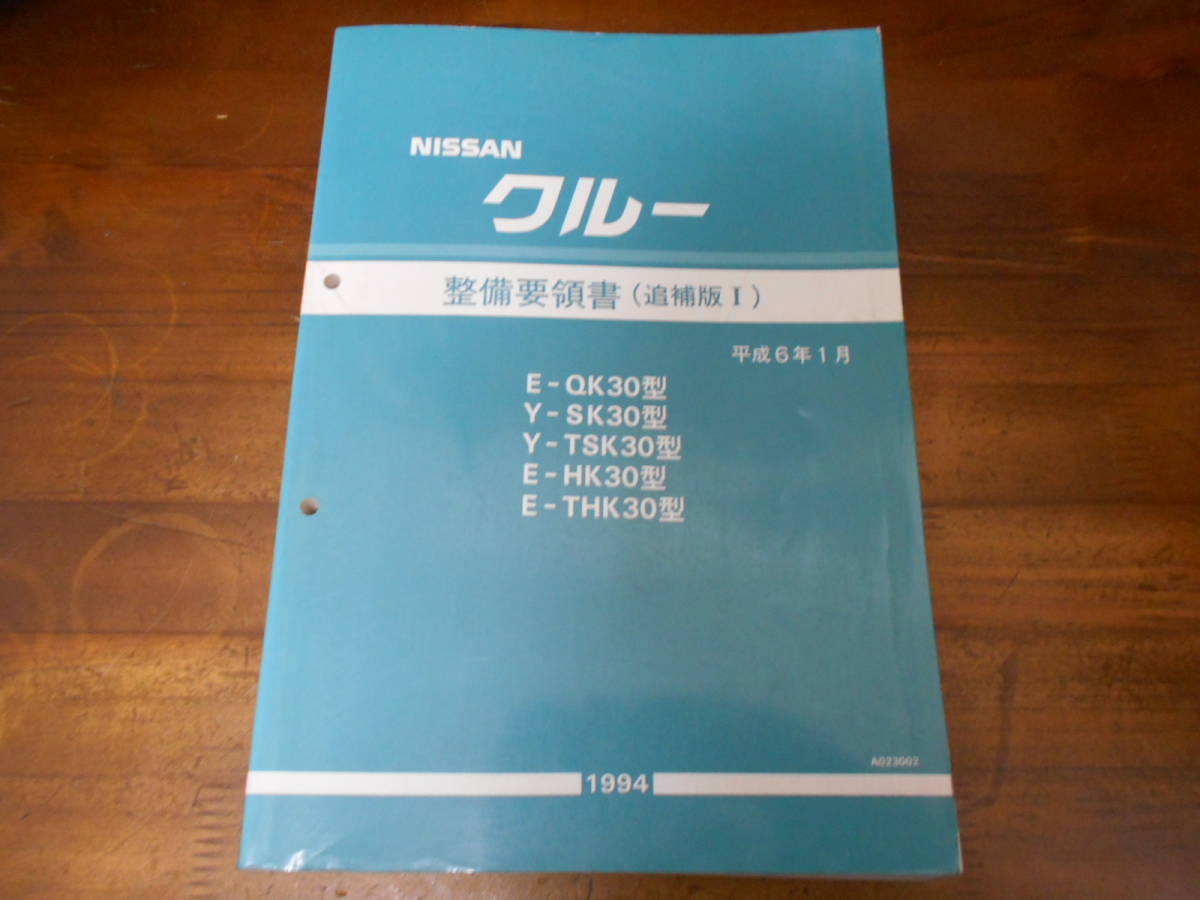 NISSAN
クルー
整備要領書（追補版Ⅰ）
平成6年1月
E-QK30型
Y-SK30型
Y-TSK30型
E-HK30型
E-THK30型
A023002
1994